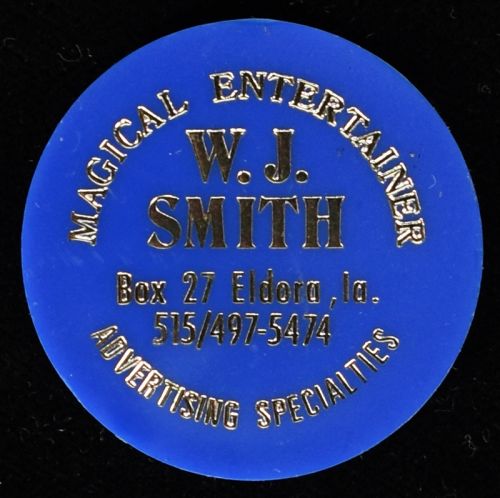 MAGICAL ENTERTAINER
W. J.
SMITH
Box 27 Eldora, Ia.
515/497-5474
ADVERTISING SPECIALTIES